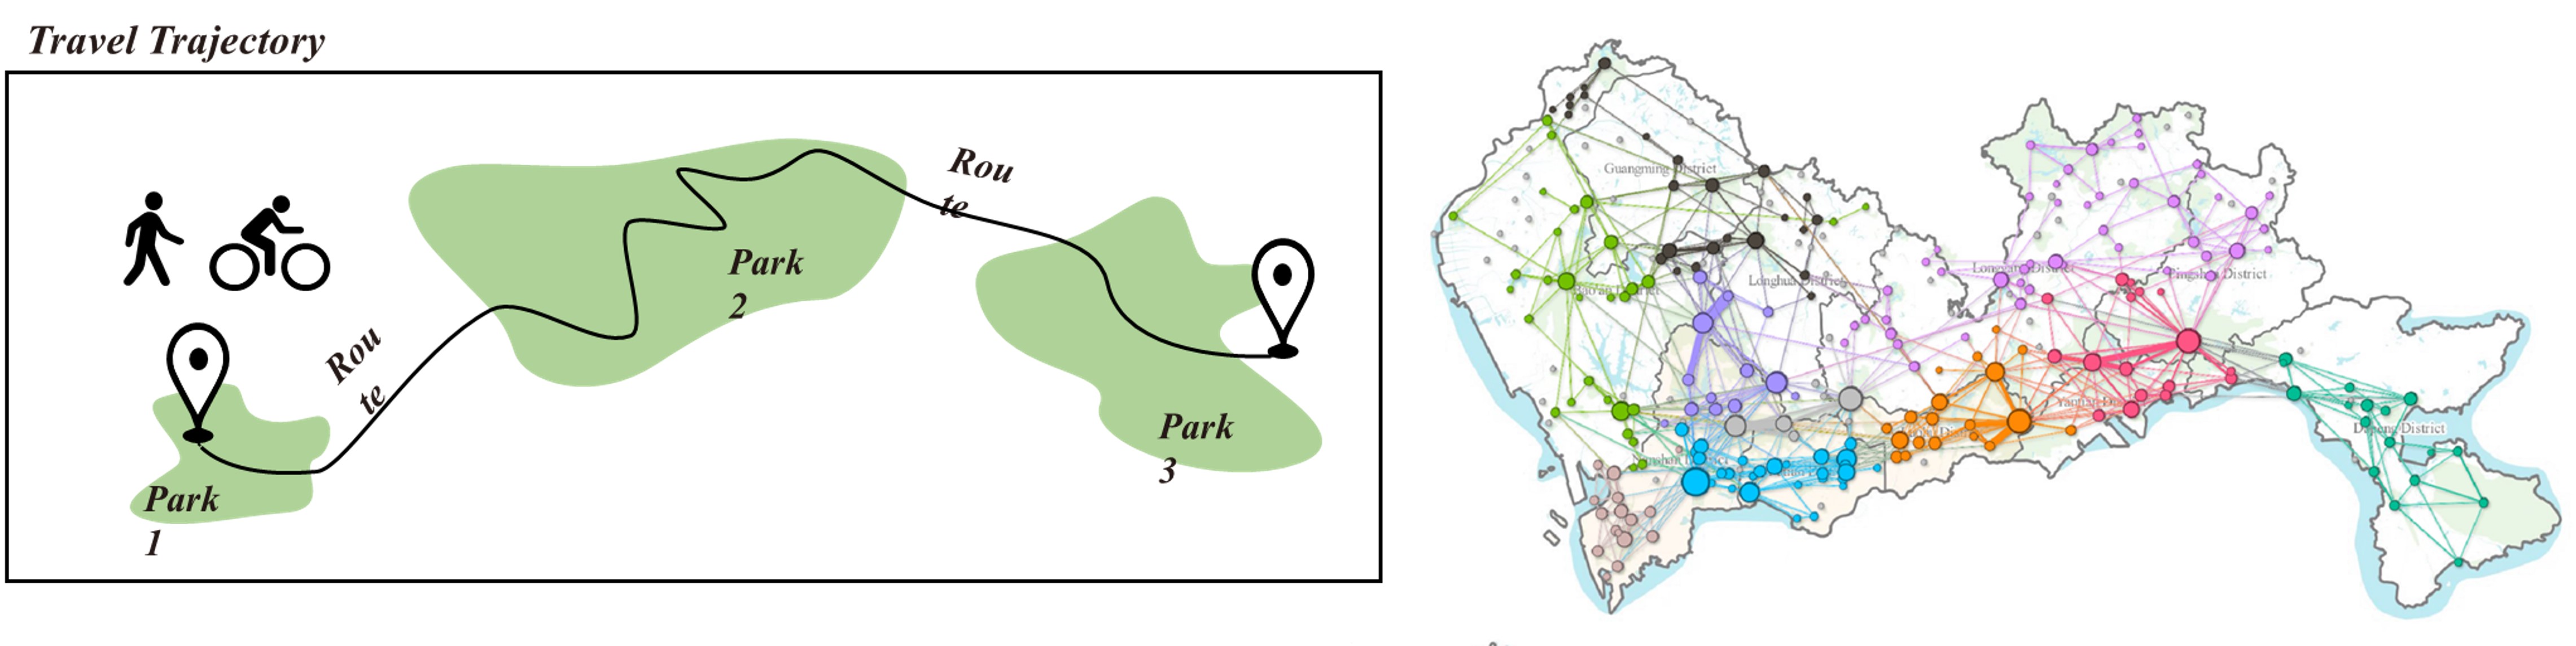 Travel Trajectory
Rou
te
Park
2
Rou
te
Park
3
Park
1
Guangming District
Longhua District
Longgang District
Pingshan District
Bao'an District
Yantian Dis
Nanshan District
Dapeng District